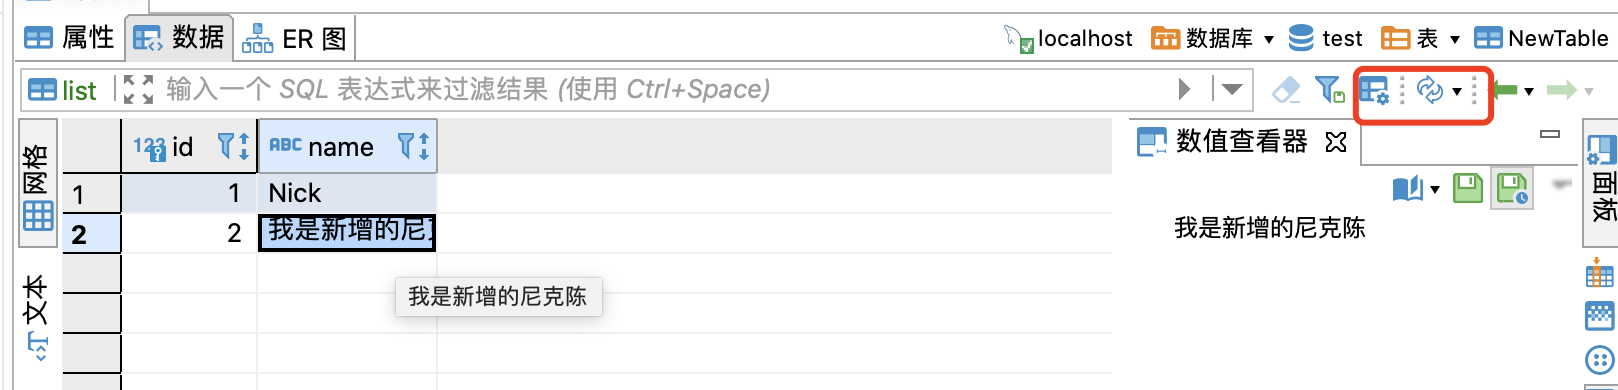 属性 数据 ER 图 localhost 数据库 test 表 NewTable
list 输入一个 SQL 表达式来过滤结果 (使用 Ctrl+Space)
网格 123 id ABC name 数值查看器
1 1 Nick
2 2 我是新增的尼 我是新增的尼克陈
面板
文本 我是新增的尼克陈